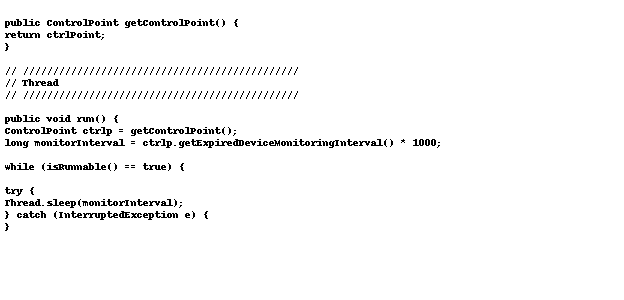 public ControlPoint getControlPoint() {
return ctrlPoint;
}
// //////////////////////////////////////////////
// Thread
// //////////////////////////////////////////////
public void run() {
ControlPoint ctrlp = getControlPoint();
long monitorInterval = ctrlp.getExpiredDeviceMonitoringInterval() * 1000;
while (isRunnable() == true) {
try {
Thread.sleep(monitorInterval);
} catch (InterruptedException e) {
}